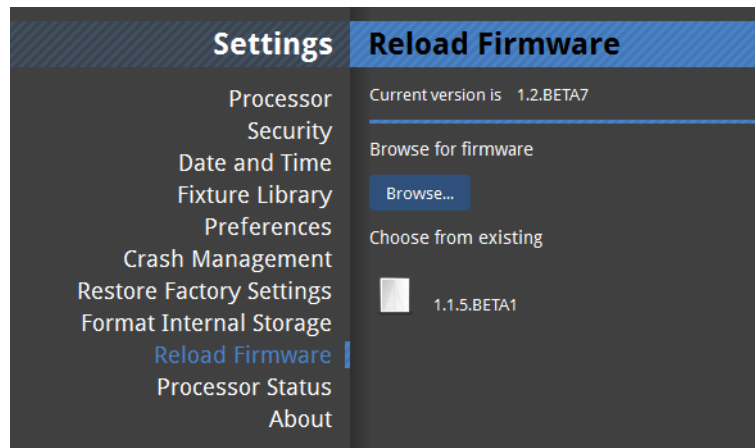 Settings
Processor
Security
Date and Time
Fixture Library
Preferences
Crash Management
Restore Factory Settings
Format Internal Storage
Reload Firmware
Processor Status
About
Reload Firmware
Current version is 1.2.BETA7
Browse for firmware
Browse...
Choose from existing
1.1.5.BETA1